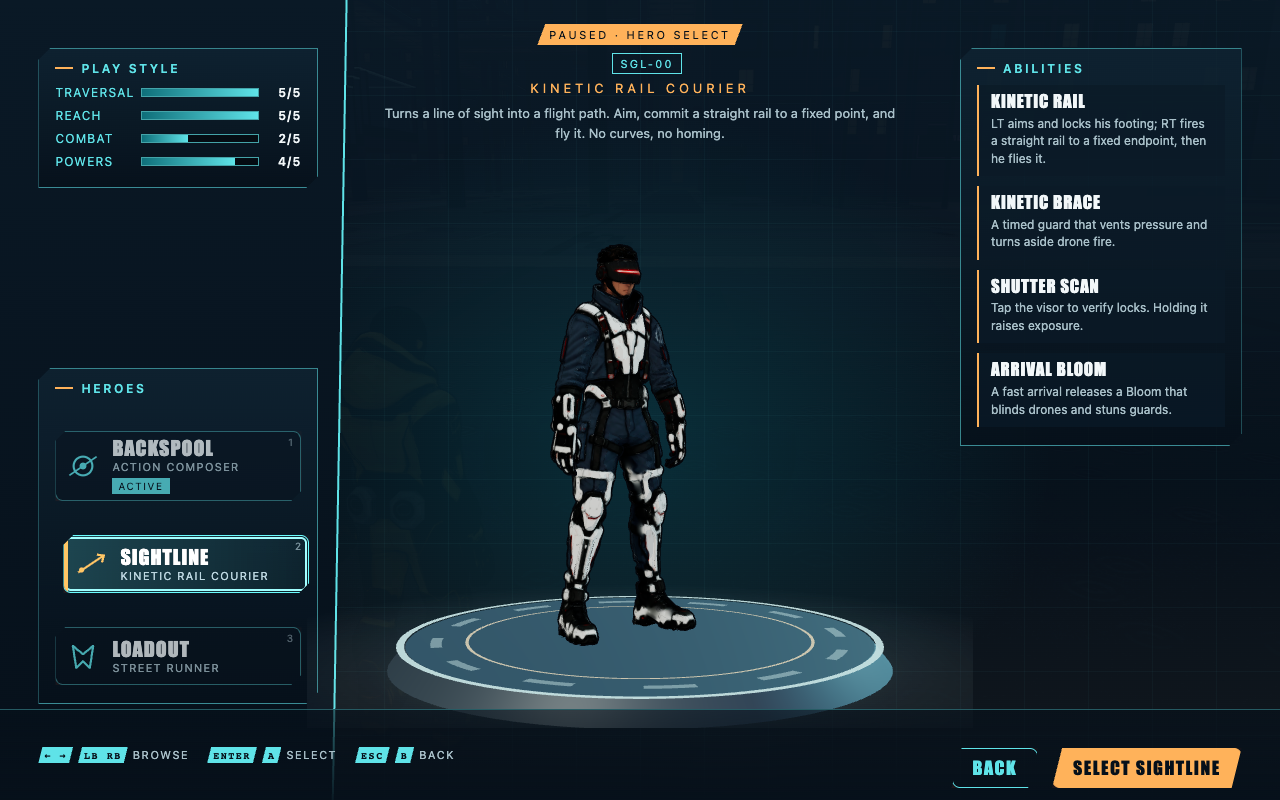 PAUSED · HERO SELECT
SGL-00
KINETIC RAIL COURIER
Turns a line of sight into a flight path. Aim, commit a straight rail to a fixed point, and
fly it. No curves, no homing.
PLAY STYLE
TRAVERSAL 5/5
REACH 5/5
COMBAT 2/5
POWERS 4/5
HEROES
BACKSPOOL 1
ACTION COMPOSER
ACTIVE
SIGHTLINE 2
KINETIC RAIL COURIER
LOADOUT 3
STREET RUNNER
ABILITIES
KINETIC RAIL
LT aims and locks his footing; RT fires
a straight rail to a fixed endpoint, then
he flies it.
KINETIC BRACE
A timed guard that vents pressure and
turns aside drone fire.
SHUTTER SCAN
Tap the visor to verify locks. Holding it
raises exposure.
ARRIVAL BLOOM
A fast arrival releases a Bloom that
blinds drones and stuns guards.
← → LB RB BROWSE ENTER A SELECT ESC B BACK
BACK
SELECT SIGHTLINE